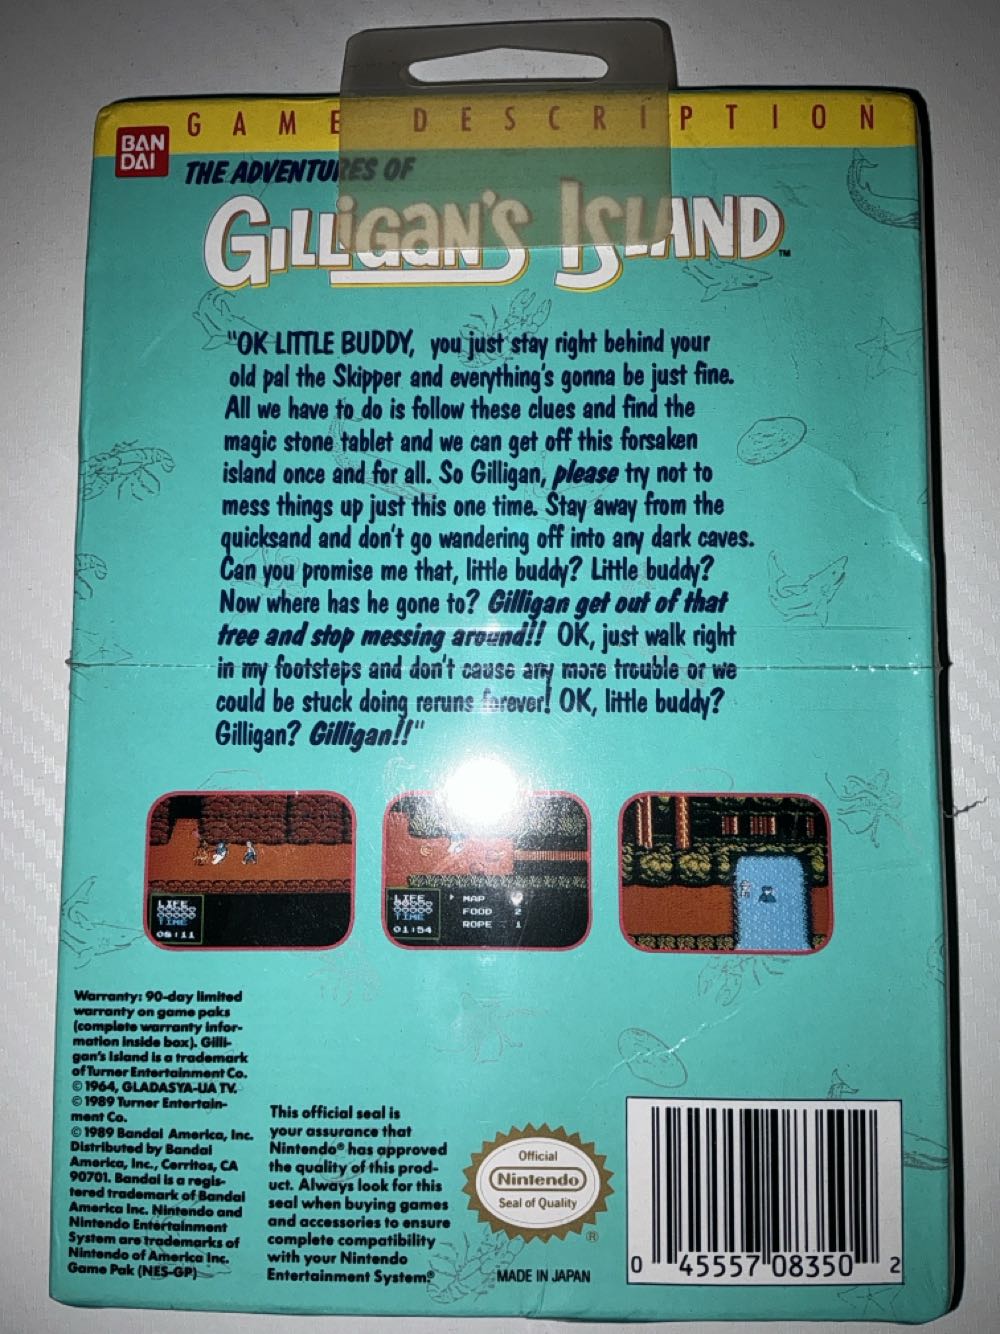 GAME DESCRIPTION
BAN
DAI
THE ADVENTURES OF
GILLIGAN'S ISLAND™
"OK LITTLE BUDDY, you just stay right behind your
old pal the Skipper and everything's gonna be just fine.
All we have to do is follow these clues and find the
magic stone tablet and we can get off this forsaken
island once and for all. So Gilligan, please try not to
mess things up just this one time. Stay away from the
quicksand and don't go wandering off into any dark caves.
Can you promise me that, little buddy? Little buddy?
Now where has he gone to? Gilligan get out of that
tree and stop messing around!! OK, just walk right
in my footsteps and don't cause any more trouble or we
could be stuck doing reruns forever! OK, little buddy?
Gilligan? Gilligan!!"
LIFE
TIME
08:11
LIFE
TIME
01:54
MAP
FOOD 2
ROPE 1
Warranty: 90-day limited
warranty on game paks
(complete warranty infor-
mation inside box). Gilli-
gan's Island is a trademark
of Turner Entertainment Co.
© 1964, GLADASYA-UA TV.
© 1989 Turner Entertain-
ment Co.
© 1989 Bandai America, Inc.
Distributed by Bandai
America, Inc., Cerritos, CA
90701. Bandai is a regis-
tered trademark of Bandai
America Inc. Nintendo and
Nintendo Entertainment
System are trademarks of
Nintendo of America Inc.
Game Pak (NES-GP)
This official seal is
your assurance that
Nintendo® has approved
the quality of this prod-
uct. Always look for this
seal when buying games
and accessories to ensure
complete compatibility
with your Nintendo
Entertainment System®
Official
Nintendo
Seal of Quality
®
MADE IN JAPAN
0 45557 08350 2